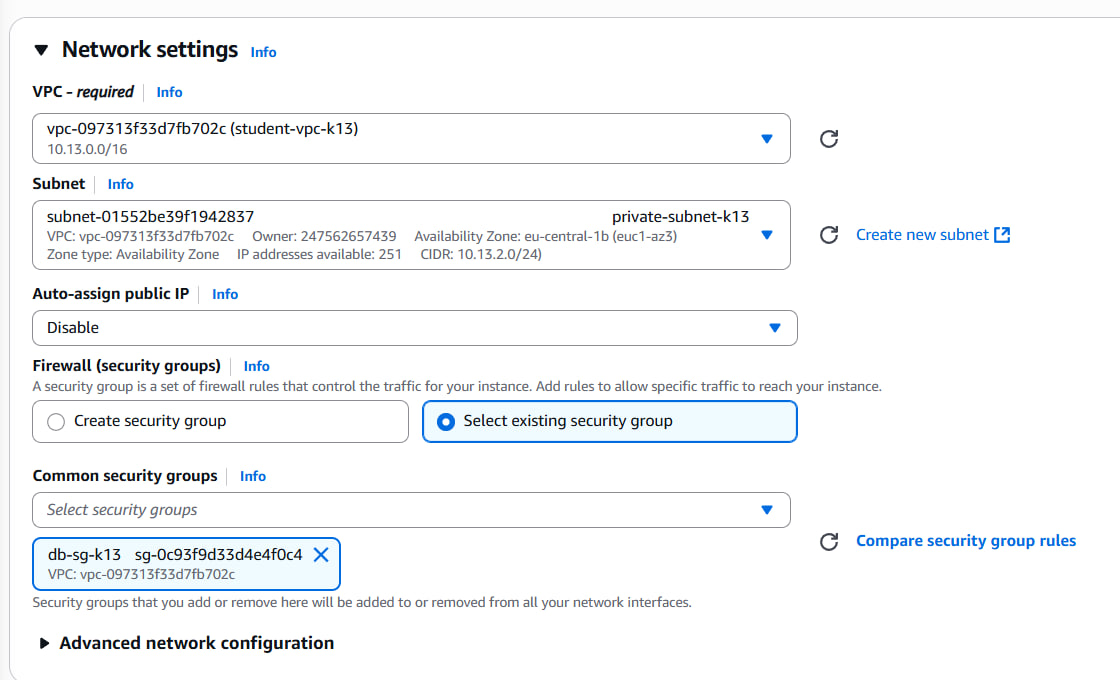 Network settings Info
VPC - required Info
vpc-097313f33d7fb702c (student-vpc-k13)
10.13.0.0/16
Subnet Info
subnet-01552be39f1942837 private-subnet-k13
VPC: vpc-097313f33d7fb702c Owner: 247562657439 Availability Zone: eu-central-1b (euc1-az3)
Zone type: Availability Zone IP addresses available: 251 CIDR: 10.13.2.0/24)
Create new subnet
Auto-assign public IP Info
Disable
Firewall (security groups) Info
A security group is a set of firewall rules that control the traffic for your instance. Add rules to allow specific traffic to reach your instance.
Create security group
Select existing security group
Common security groups Info
Select security groups
db-sg-k13 sg-0c93f9d33d4e4f0c4
VPC: vpc-097313f33d7fb702c
Compare security group rules
Security groups that you add or remove here will be added to or removed from all your network interfaces.
Advanced network configuration